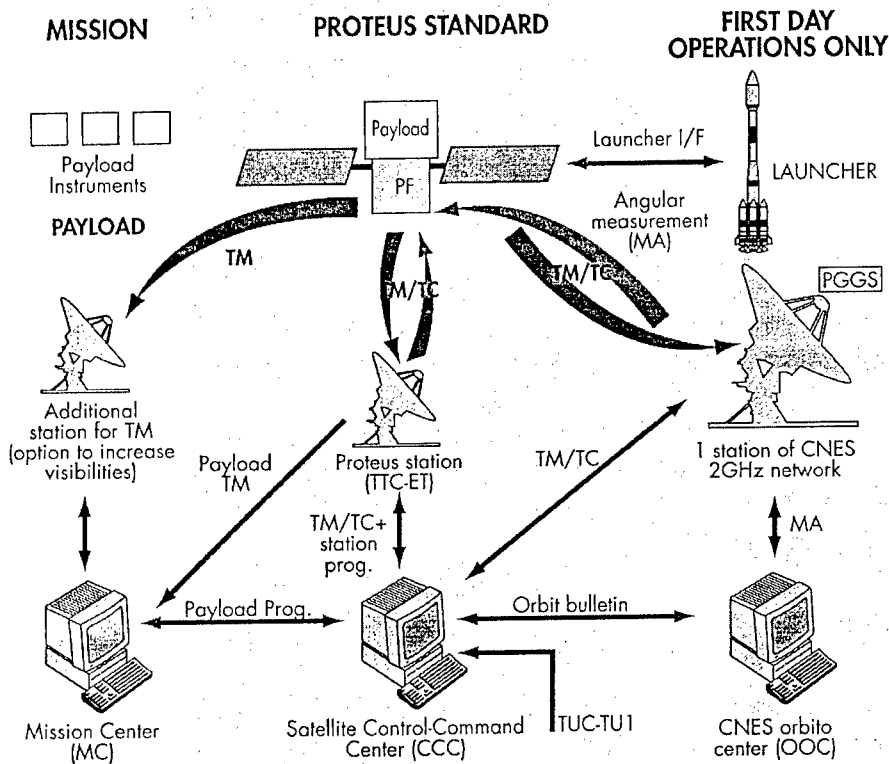 MISSION
PROTEUS STANDARD
FIRST DAY
OPERATIONS ONLY
Payload
Instruments
PAYLOAD
Payload
PF
Launcher I/F
LAUNCHER
Angular
measurement
(MA)
TM
TM/TC
TM/TC
PGGS
Additional
station for TM
(option to increase
visibilities)
Payload
TM
Proteus station
(TTC-ET)
TM/TC
1 station of CNES
2GHz network
TM/TC+
station
prog.
MA
Payload Prog.
Orbit bulletin
Mission Center
(MC)
Satellite Control-Command
Center (CCC)
TUC-TU1
CNES orbito
center (OOC)